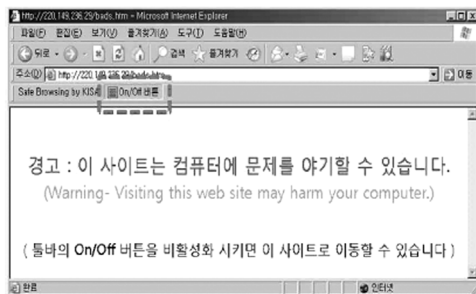 http://220,149,236,29/bads.htm - Microsoft Internet Explorer
파일(F) 편집(E) 보기(V) 즐겨찾기(A) 도구(T) 도움말(H)
뒤로 검색 즐겨찾기
주소(D) http://220,149,236,29/bads.htm 이동
Safe Browsing by KISA On/Off 버튼
경고 : 이 사이트는 컴퓨터에 문제를 야기할 수 있습니다.
(Warning- Visiting this web site may harm your computer.)
( 툴바의 On/Off 버튼을 비활성화 시키면 이 사이트로 이동할 수 있습니다 )
완료 인터넷